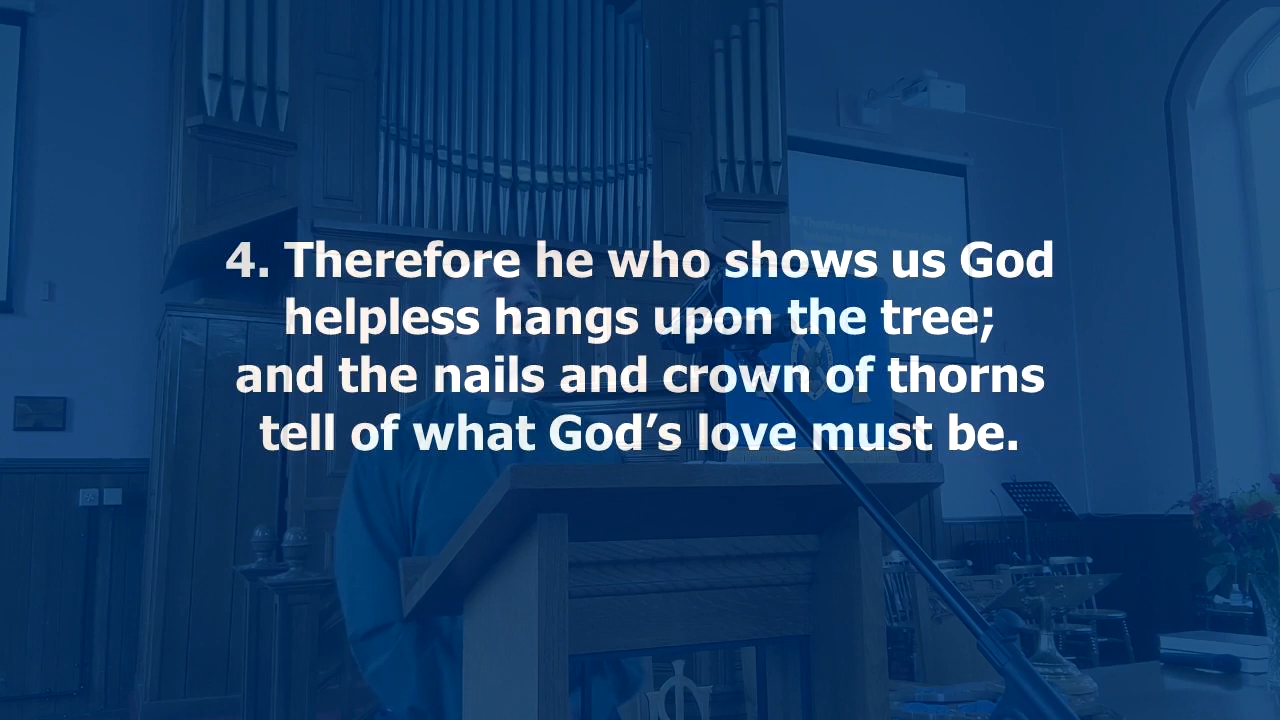 4. Therefore he who shows us God
helpless hangs upon the tree;
and the nails and crown of thorns
tell of what God’s love must be.